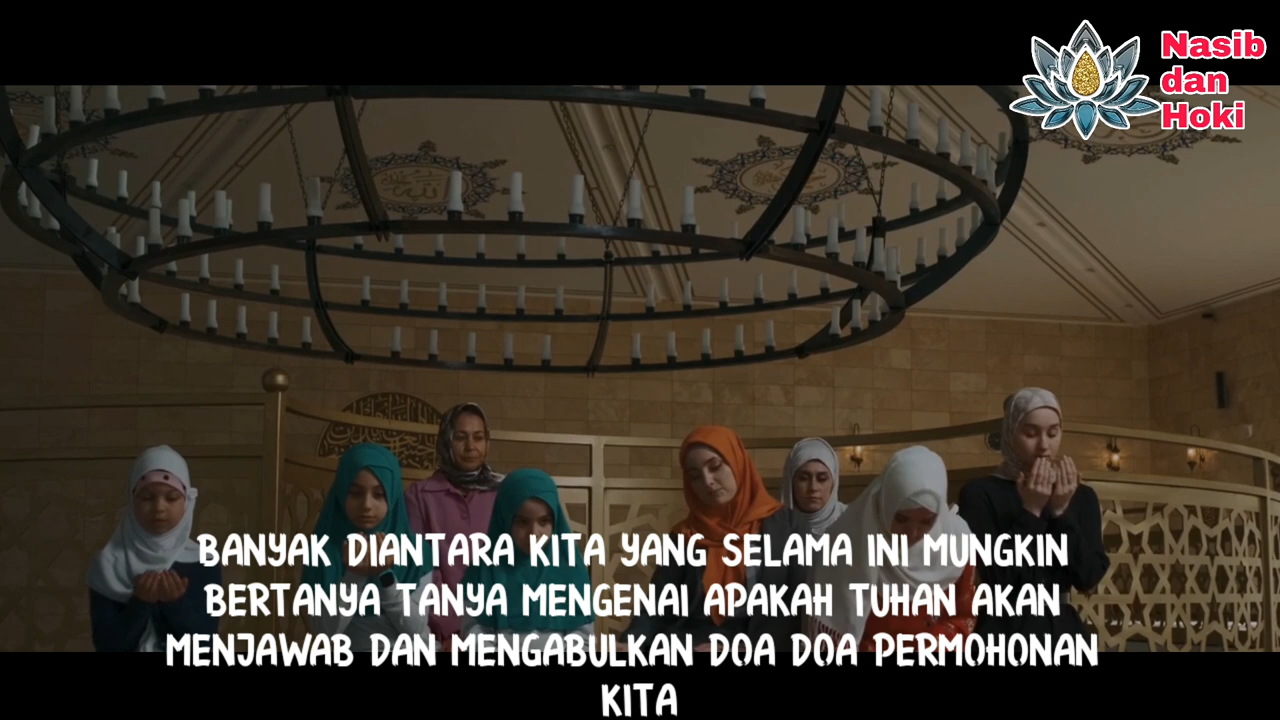 Nasib
dan
Hoki
BANYAK DIANTARA KITA YANG SELAMA INI MUNGKIN
BERTANYA TANYA MENGENAI APAKAH TUHAN AKAN
MENJAWAB DAN MENGABULKAN DOA DOA PERMOHONAN
KITA